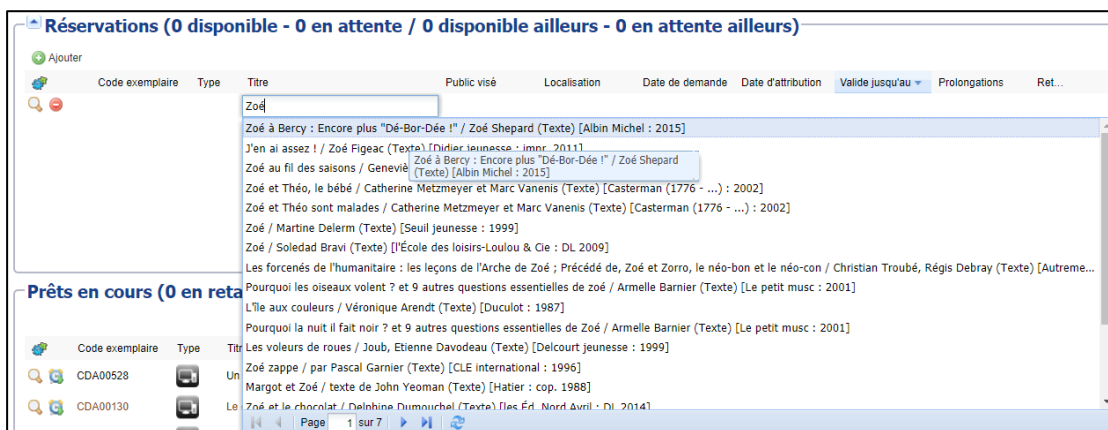 Réservations (0 disponible - 0 en attente / 0 disponible ailleurs - 0 en attente ailleurs)
Ajouter
Code exemplaire Type Titre Public visé Localisation Date de demande Date d'attribution Valide jusqu'au Prolongations Ret...
Zoé
Zoé à Bercy : Encore plus "Dé-Bor-Dée !" / Zoé Shepard (Texte) [Albin Michel : 2015]
J'en ai assez ! / Zoé Figeac (Texte) [Didier jeunesse : impr. 2011]
Zoé à Bercy : Encore plus "Dé-Bor-Dée !" / Zoé Shepard
(Texte) [Albin Michel : 2015]
Zoé au fil des saisons / Geneviè
Zoé et Théo, le bébé / Catherine Metzmeyer et Marc Vanenis (Texte) [Casterman (1776 - ...) : 2002]
Zoé et Théo sont malades / Catherine Metzmeyer et Marc Vanenis (Texte) [Casterman (1776 - ...) : 2002]
Zoé / Martine Delerm (Texte) [Seuil jeunesse : 1999]
Zoé / Soledad Bravi (Texte) [l'École des loisirs-Loulou & Cie : DL 2009]
Les forcenés de l'humanitaire : les leçons de l'Arche de Zoé ; Précédé de, Zoé et Zorro, le néo-bon et le néo-con / Christian Troubé, Régis Debray (Texte) [Autreme...
Prêts en cours (0 en reta
Pourquoi les oiseaux volent ? et 9 autres questions essentielles de zoé / Armelle Barnier (Texte) [Le petit musc : 2001]
L'île aux couleurs / Véronique Arendt (Texte) [Duculot : 1987]
Pourquoi la nuit il fait noir ? et 9 autres questions essentielles de Zoé / Armelle Barnier (Texte) [Le petit musc : 2001]
Code exemplaire Type Titr
Les voleurs de roues / Joub, Etienne Davodeau (Texte) [Delcourt jeunesse : 1999]
Zoé zappe / par Pascal Garnier (Texte) [CLE international : 1996]
CDA00528 Un
Margot et Zoé / texte de John Yeoman (Texte) [Hatier : cop. 1988]
CDA00130 Le
Zoé et le chocolat / Delphine Dumouchel (Texte) [les Éd. Nord Avril : DL 2014]
Page 1 sur 7